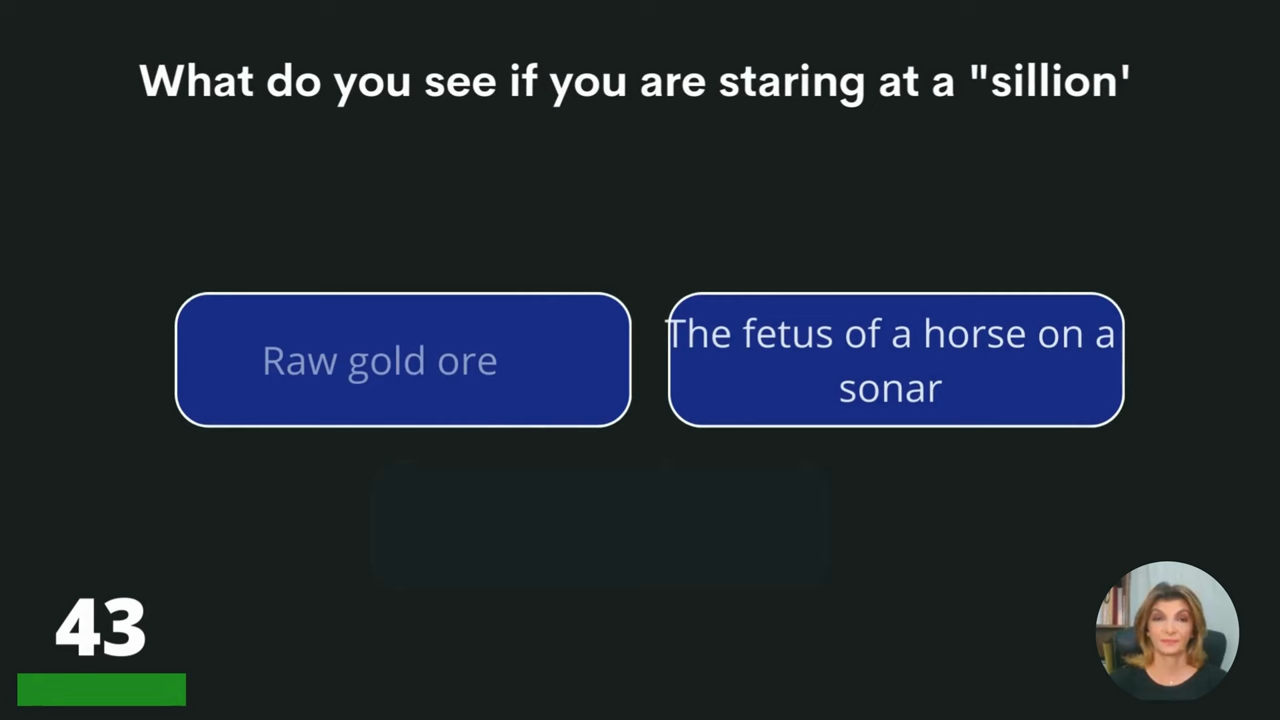 What do you see if you are staring at a "sillion'
Raw gold ore
The fetus of a horse on a
sonar
43